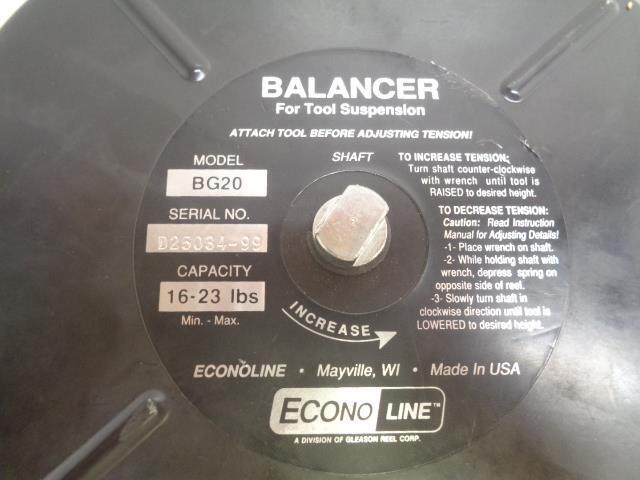 BALANCER
For Tool Suspension
ATTACH TOOL BEFORE ADJUSTING TENSION!
MODEL
BG20
SERIAL NO.
D25034-99
CAPACITY
16-23 lbs
Min. - Max.
SHAFT
INCREASE
TO INCREASE TENSION:
Turn shaft counter-clockwise
with wrench until tool is
RAISED to desired height.
TO DECREASE TENSION:
Caution: Read Instruction
Manual for Adjusting Details!
-1- Place wrench on shaft.
-2- While holding shaft with
wrench, depress spring on
opposite side of reel.
-3- Slowly turn shaft in
clockwise direction until tool is
LOWERED to desired height.
ECONOLINE • Mayville, WI • Made In USA
ECONO LINE™
A DIVISION OF GLEASON REEL CORP.